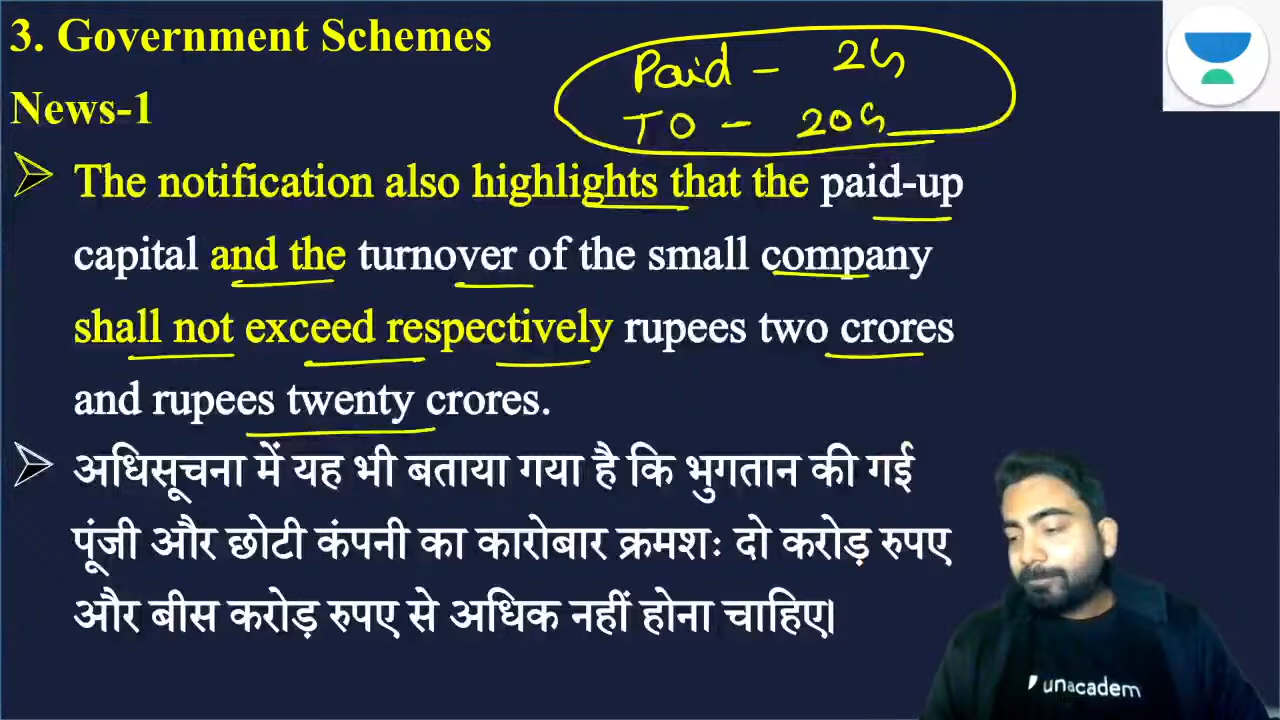 3. Government Schemes
Paid - 2Cr
News-1
TO - 20Cr
The notification also highlights that the paid-up
capital and the turnover of the small company
shall not exceed respectively rupees two crores
and rupees twenty crores.
अधिसूचना में यह भी बताया गया है कि भुगतान की गई
पूंजी और छोटी कंपनी का कारोबार क्रमशः दो करोड़ रुपए
और बीस करोड़ रुपए से अधिक नहीं होना चाहिए।
unacadem